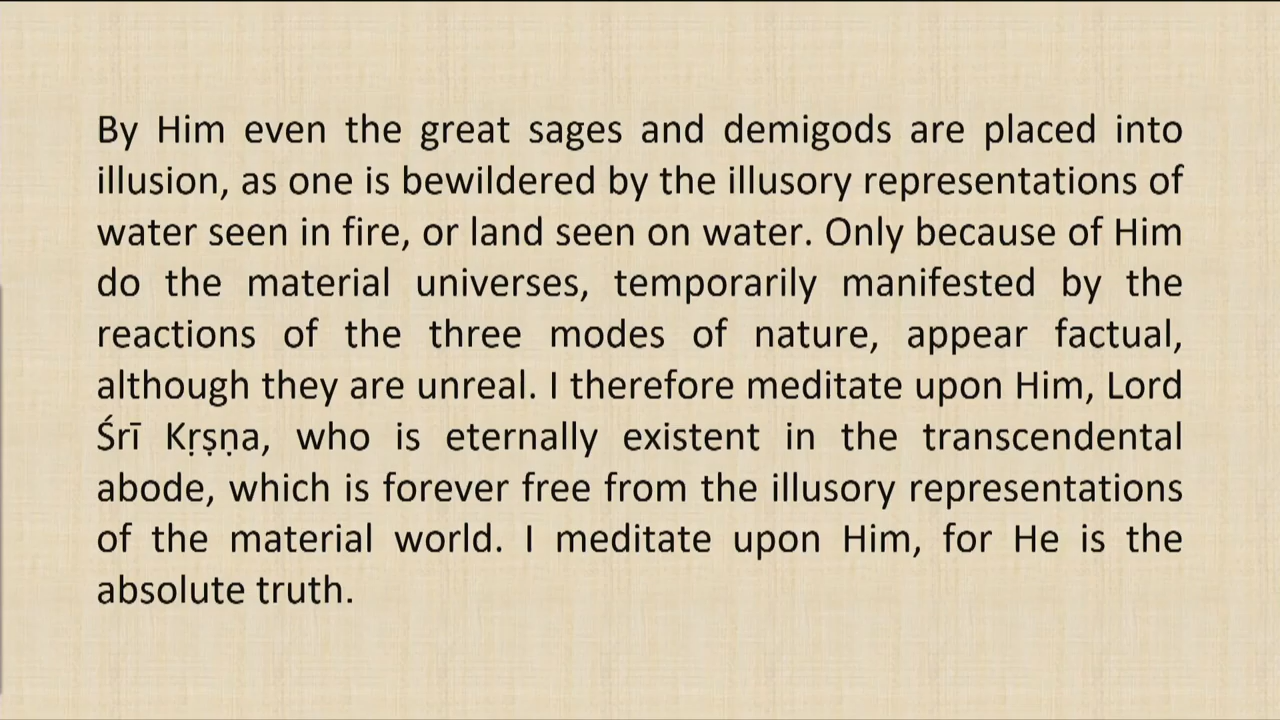 By Him even the great sages and demigods are placed into
illusion, as one is bewildered by the illusory representations of
water seen in fire, or land seen on water. Only because of Him
do the material universes, temporarily manifested by the
reactions of the three modes of nature, appear factual,
although they are unreal. I therefore meditate upon Him, Lord
Śrī Kṛṣṇa, who is eternally existent in the transcendental
abode, which is forever free from the illusory representations
of the material world. I meditate upon Him, for He is the
absolute truth.